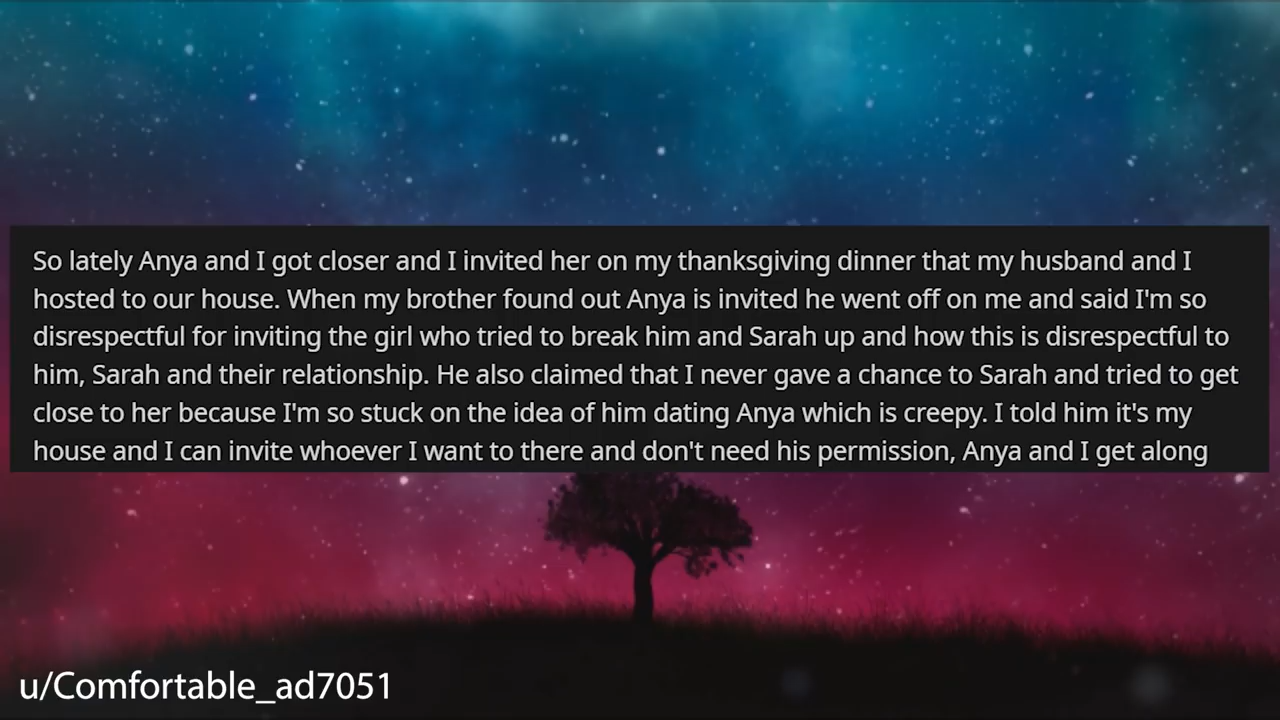 So lately Anya and I got closer and I invited her on my thanksgiving dinner that my husband and I
hosted to our house. When my brother found out Anya is invited he went off on me and said I'm so
disrespectful for inviting the girl who tried to break him and Sarah up and how this is disrespectful to
him, Sarah and their relationship. He also claimed that I never gave a chance to Sarah and tried to get
close to her because I'm so stuck on the idea of him dating Anya which is creepy. I told him it's my
house and I can invite whoever I want to there and don't need his permission, Anya and I get along
u/Comfortable_ad7051